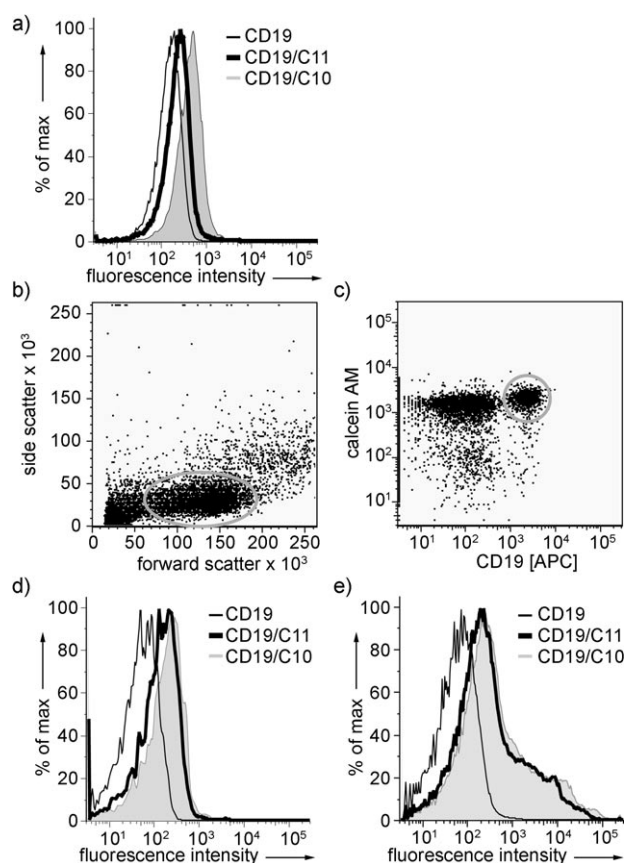 a)
CD19
CD19/C11
CD19/C10
% of max
100
80
60
40
20
0
10¹ 10² 10³ 10⁴ 10⁵
fluorescence intensity
b)
side scatter x 10³
250
200
150
100
50
0
0 50 100 150 200 250
forward scatter x 10³
c)
calcein AM
10⁵
10⁴
10³
10²
10¹
10¹ 10² 10³ 10⁴ 10⁵
CD19 [APC]
d)
CD19
CD19/C11
CD19/C10
% of max
100
80
60
40
20
0
10¹ 10² 10³ 10⁴ 10⁵
fluorescence intensity
e)
CD19
CD19/C11
CD19/C10
% of max
100
80
60
40
20
0
10¹ 10² 10³ 10⁴ 10⁵
fluorescence intensity